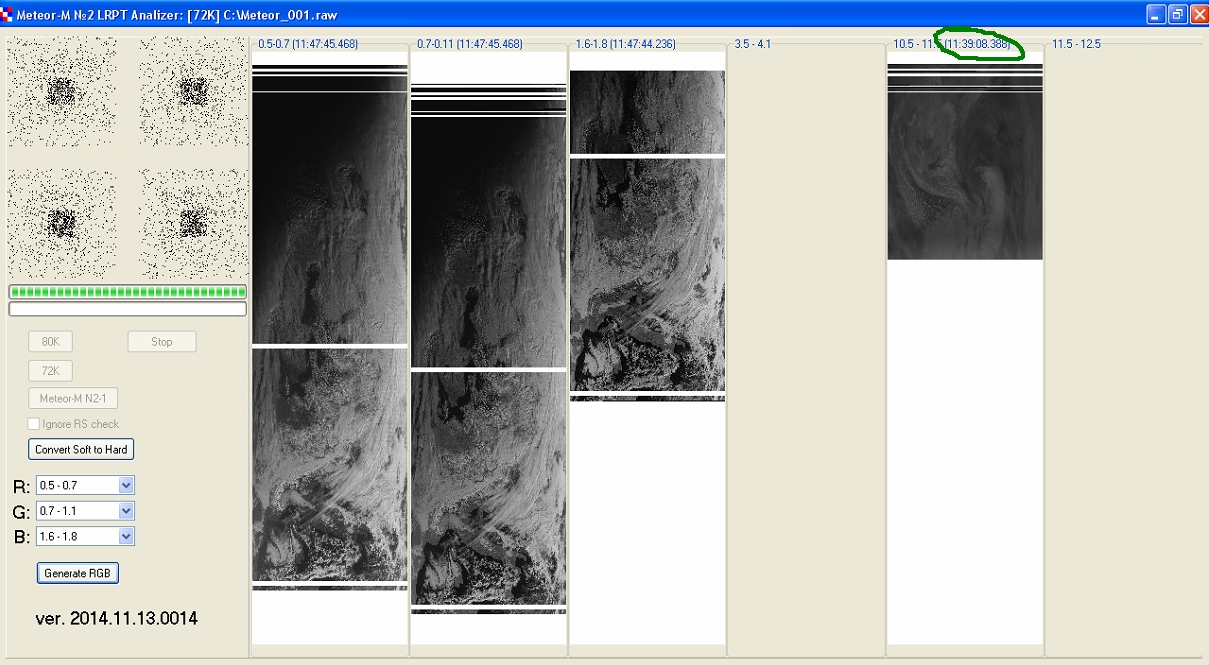 Meteor-M №2 LRPT Analizer: [72K] C:\Meteor_001.raw
0.5-0.7 (11:47:45.468)
0.7-0.11 (11:47:45.468)
1.6-1.8 (11:47:44.236)
3.5 - 4.1
10.5 - 11.5 (11:39:08.388)
11.5 - 12.5
80K
Stop
72K
Meteor-M N2-1
Ignore RS check
Convert Soft to Hard
R: 0.5 - 0.7
G: 0.7 - 1.1
B: 1.6 - 1.8
Generate RGB
ver. 2014.11.13.0014